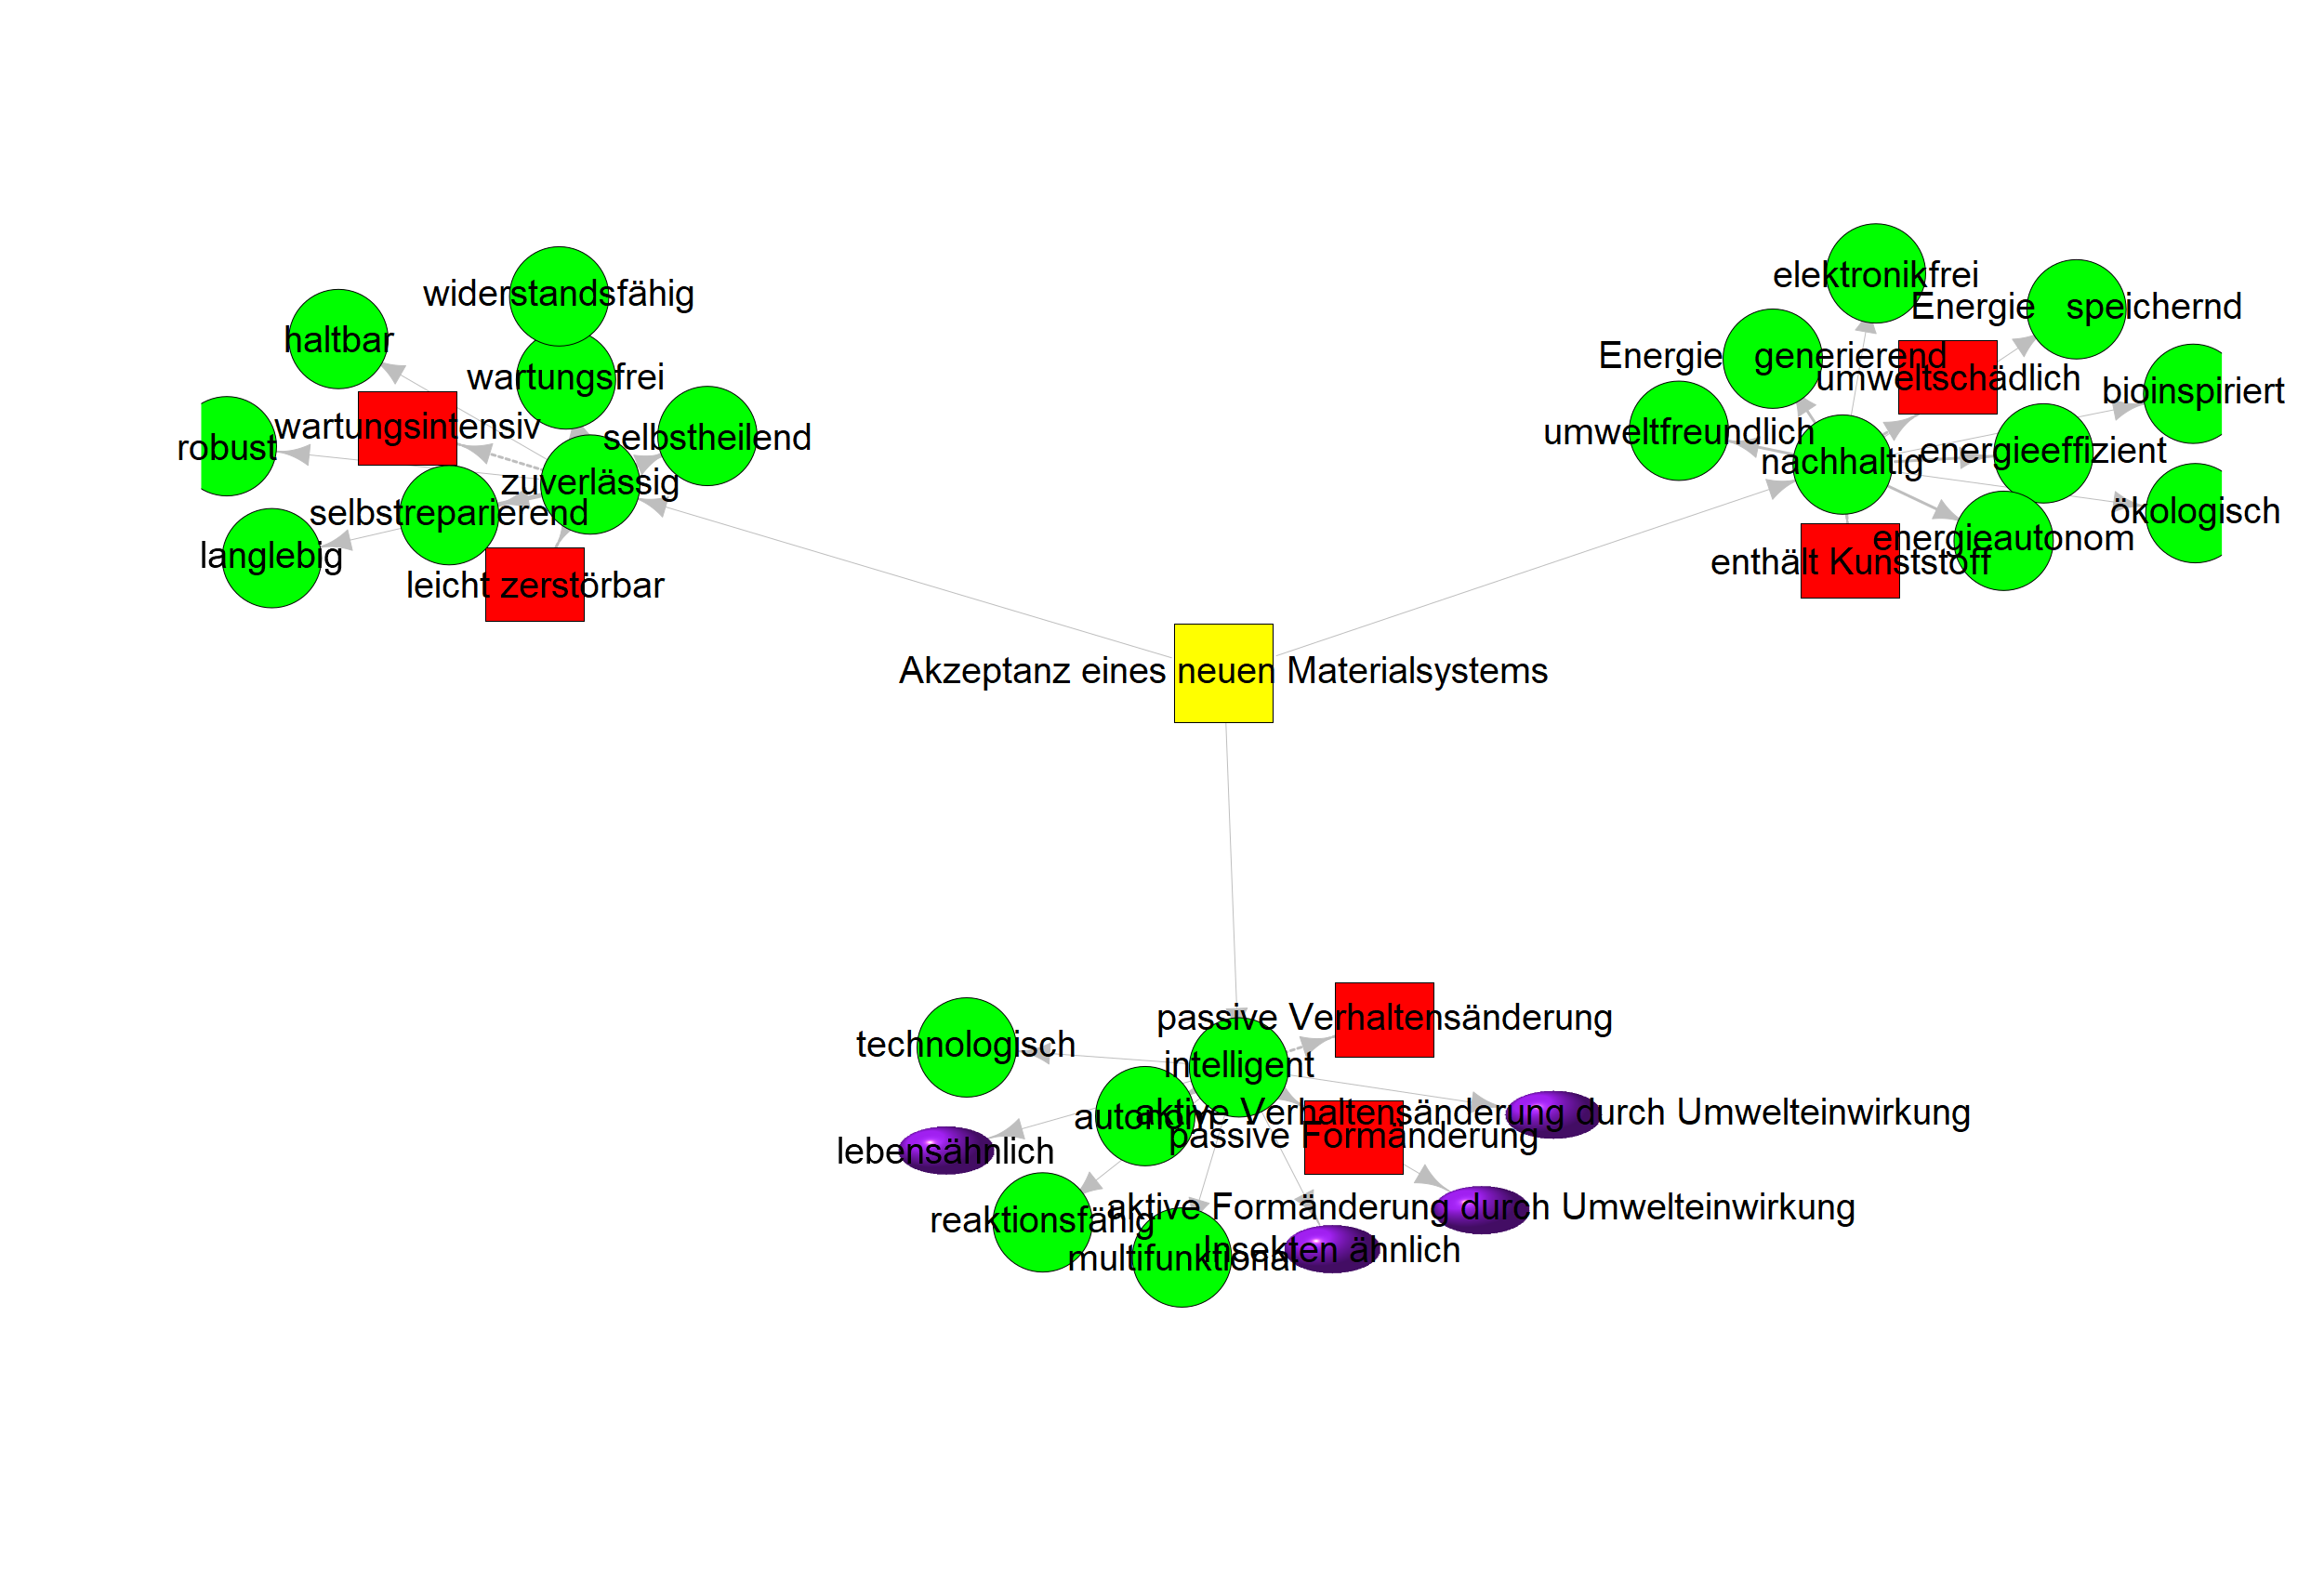 widerstandsfähig
haltbar
wartungsfrei
wartungsintensiv
robust
selbstheilend
zuverlässig
selbstreparierend
langlebig
leicht zerstörbar
elektronikfrei
Energie speichernd
Energie generierend
umweltschädlich
bioinspiriert
umweltfreundlich
nachhaltig
energieeffizient
ökologisch
energieautonom
enthält Kunststoff
Akzeptanz eines neuen Materialsystems
passive Verhaltensänderung
technologisch
intelligent
autonom
aktive Verhaltensänderung durch Umwelteinwirkung
passive Formänderung
lebensähnlich
aktive Formänderung durch Umwelteinwirkung
reaktionsfähig
Insekten ähnlich
multifunktional